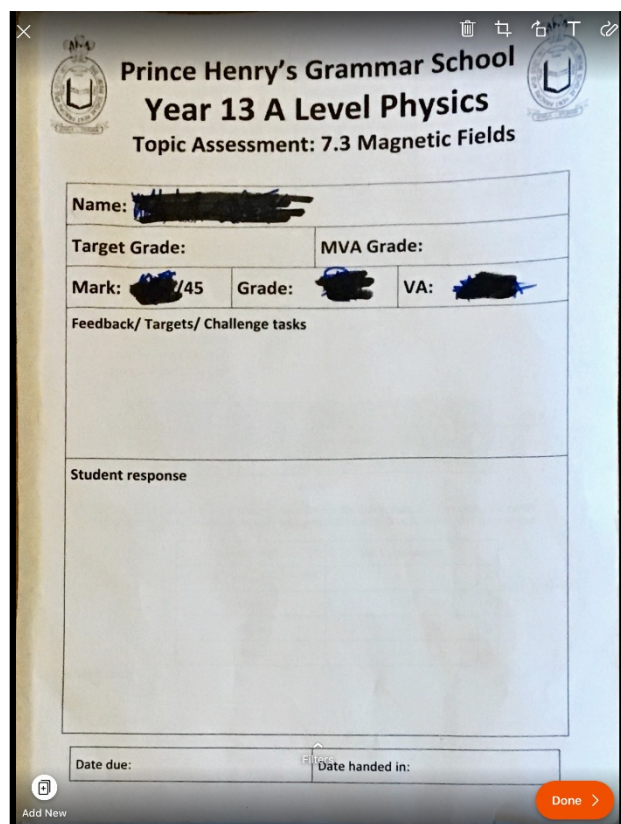 Prince Henry's Grammar School
Year 13 A Level Physics
Topic Assessment: 7.3 Magnetic Fields
Name:
Target Grade: MVA Grade:
Mark: /45 Grade: VA:
Feedback/ Targets/ Challenge tasks
Student response
Filters
Date due: Date handed in:
Add New
Done